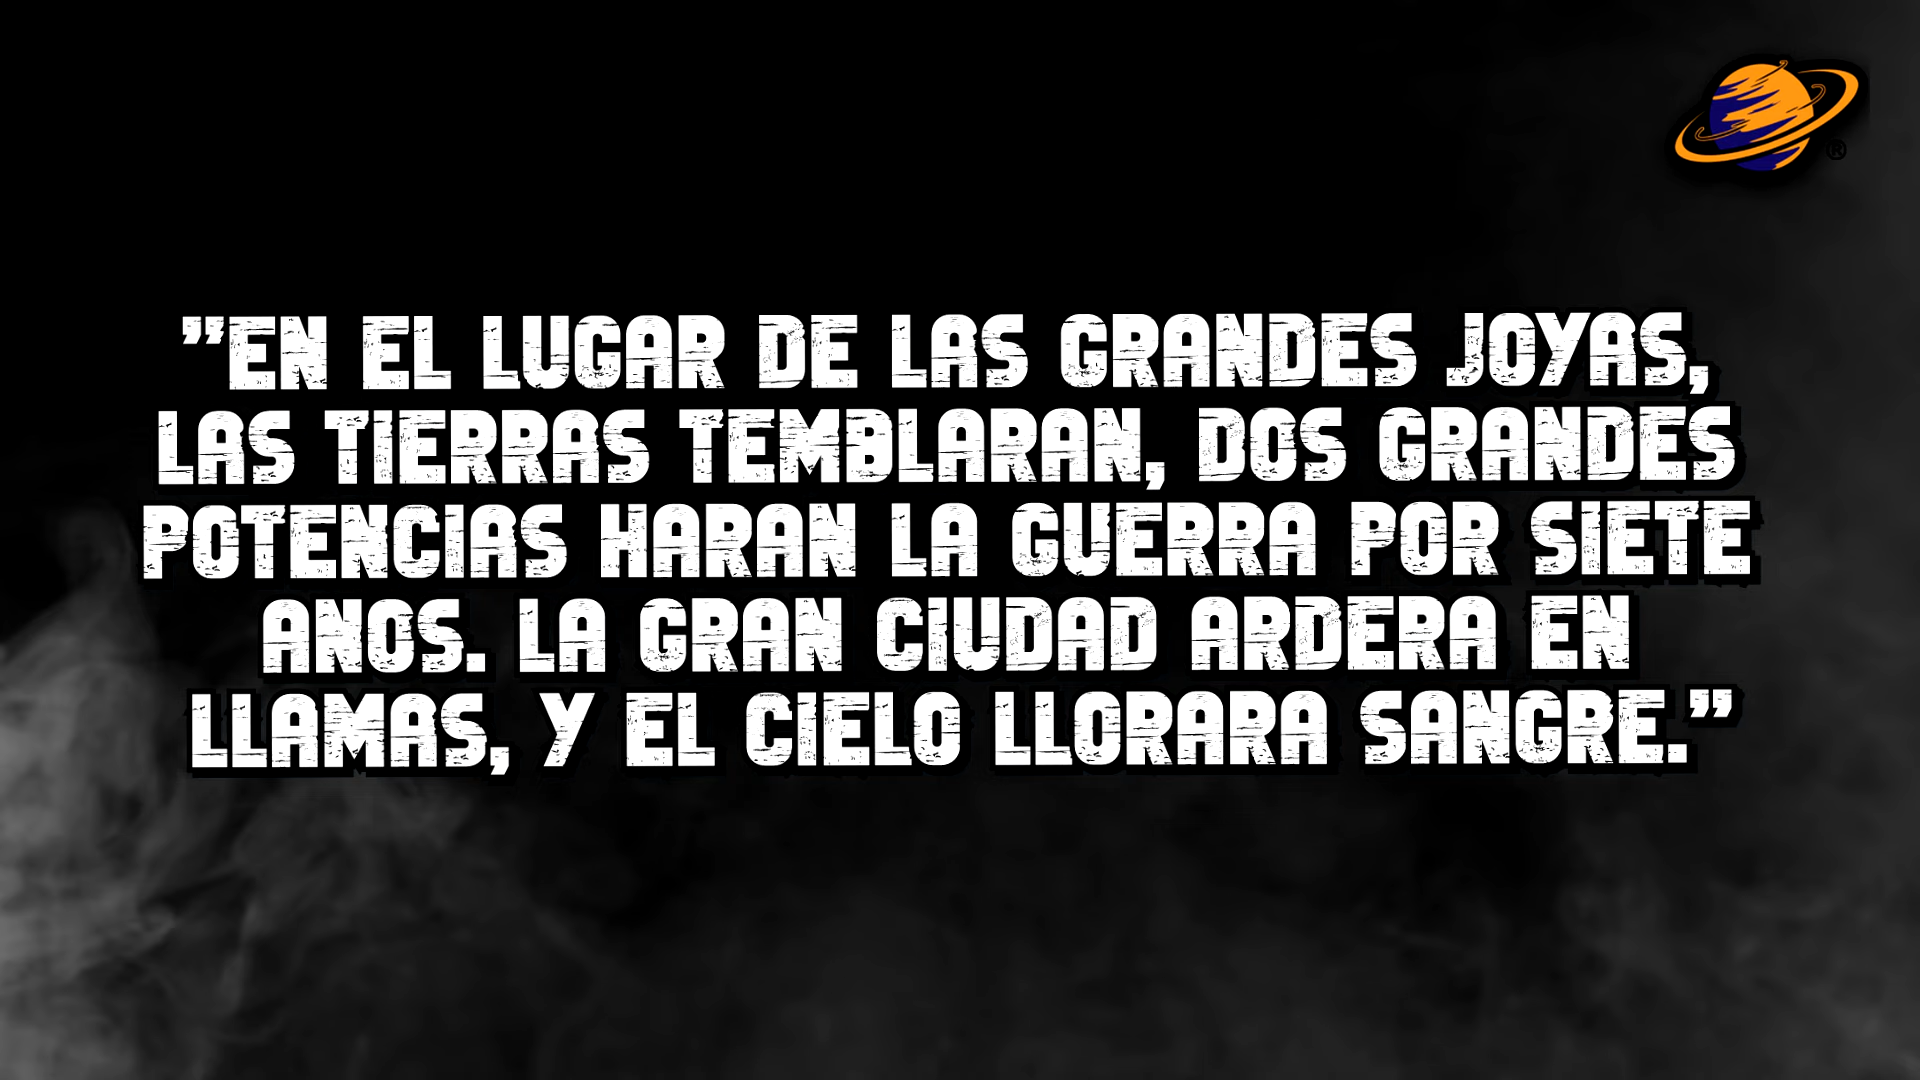 "EN EL LUGAR DE LAS GRANDES JOYAS,
LAS TIERRAS TEMBLARAN, DOS GRANDES
POTENCIAS HARAN LA GUERRA POR SIETE
ANOS. LA GRAN CIUDAD ARDERA EN
LLAMAS, Y EL CIELO LLORARA SANGRE."
®